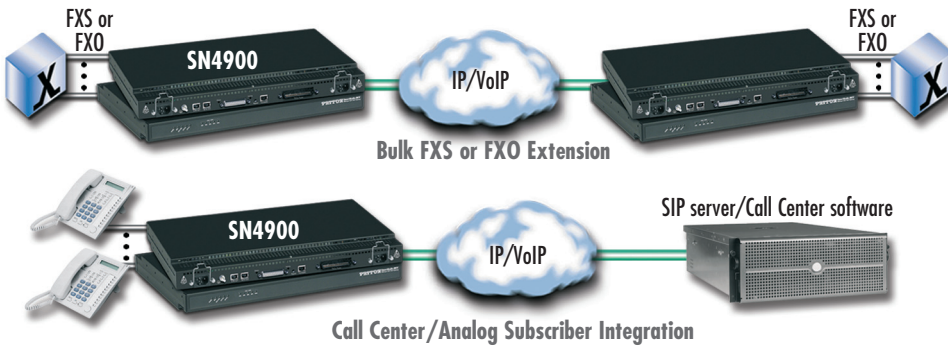 FXS or
FXO
SN4900
IP/VoIP
FXS or
FXO
X
X
PATTON
Bulk FXS or FXO Extension
SIP server/Call Center software
SN4900
IP/VoIP
Call Center/Analog Subscriber Integration